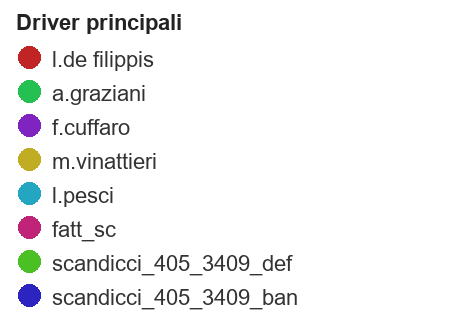 Driver principali
l.de filippis
a.graziani
f.cuffaro
m.vinattieri
l.pesci
fatt_sc
scandicci_405_3409_def
scandicci_405_3409_ban